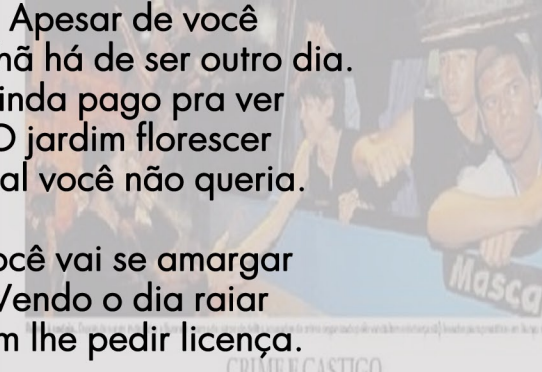 Apesar de você
mã há de ser outro dia.
inda pago pra ver
O jardim florescer
al você não queria.
ocê vai se amargar
Vendo o dia raiar
m lhe pedir licença.
Masca
CRIME E CASTIGO